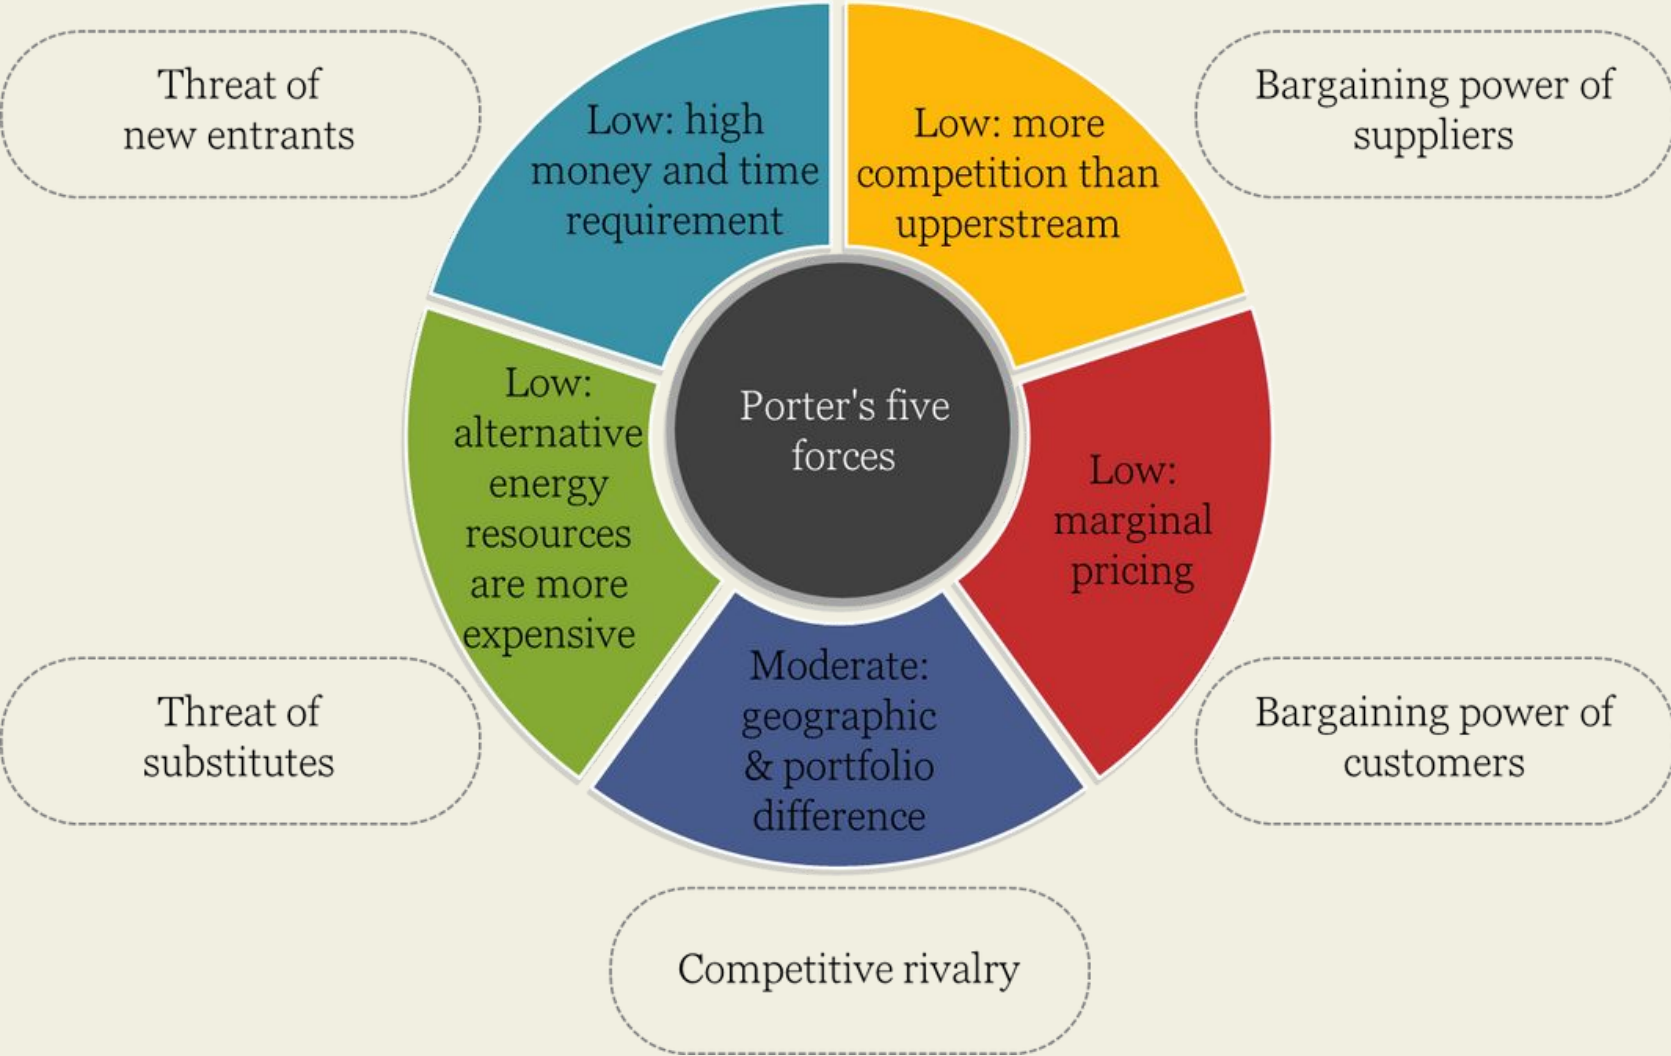 Threat of
new entrants
Low: high
money and time
requirement
Low: more
competition than
upperstream
Bargaining power of
suppliers
Low:
alternative
energy
resources
are more
expensive
Porter's five
forces
Low:
marginal
pricing
Threat of
substitutes
Moderate:
geographic
& portfolio
difference
Bargaining power of
customers
Competitive rivalry